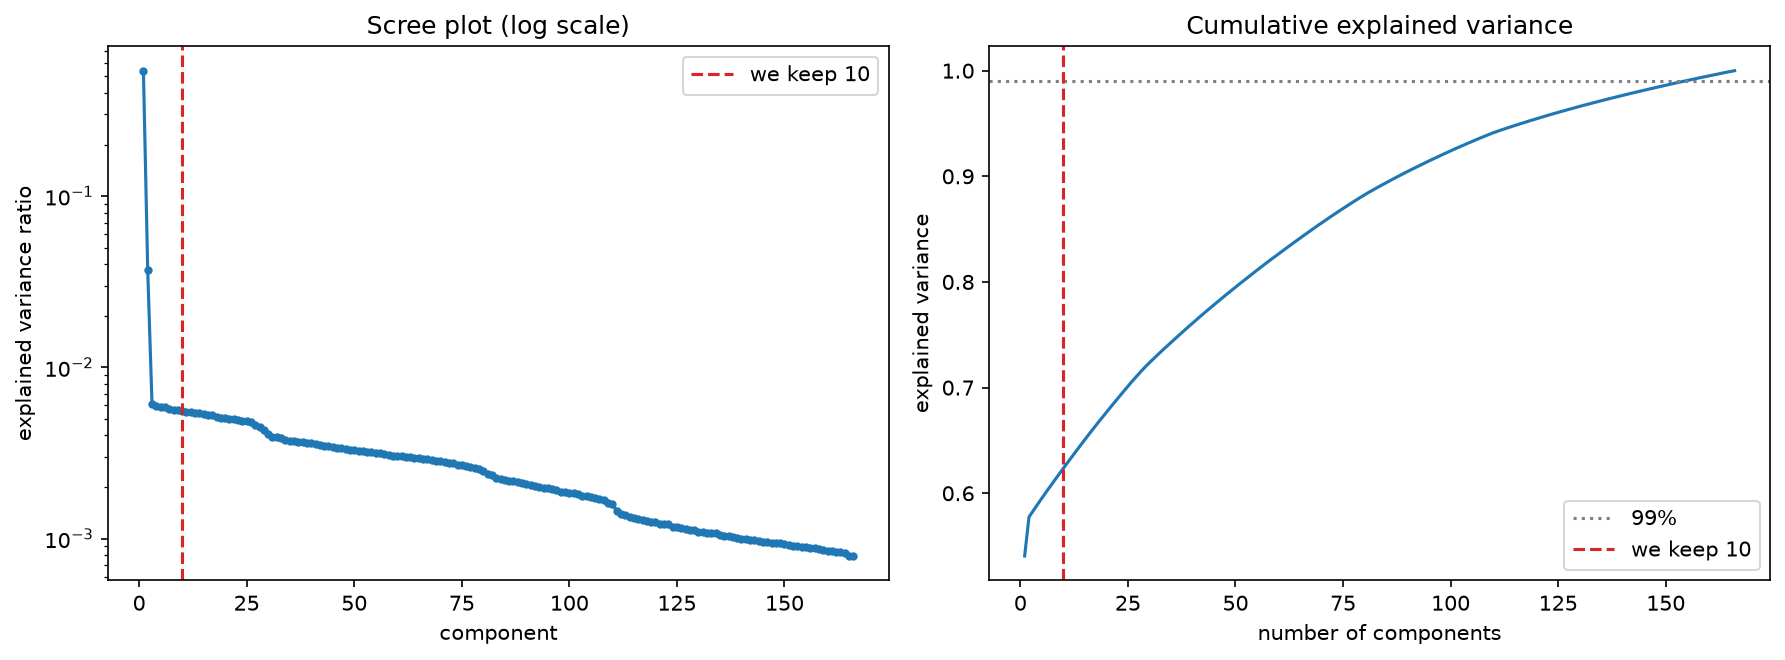 Scree plot (log scale)
we keep 10
explained variance ratio
10⁻¹
10⁻²
10⁻³
0 25 50 75 100 125 150
component
Cumulative explained variance
explained variance
1.0
0.9
0.8
0.7
0.6
99%
we keep 10
0 25 50 75 100 125 150
number of components